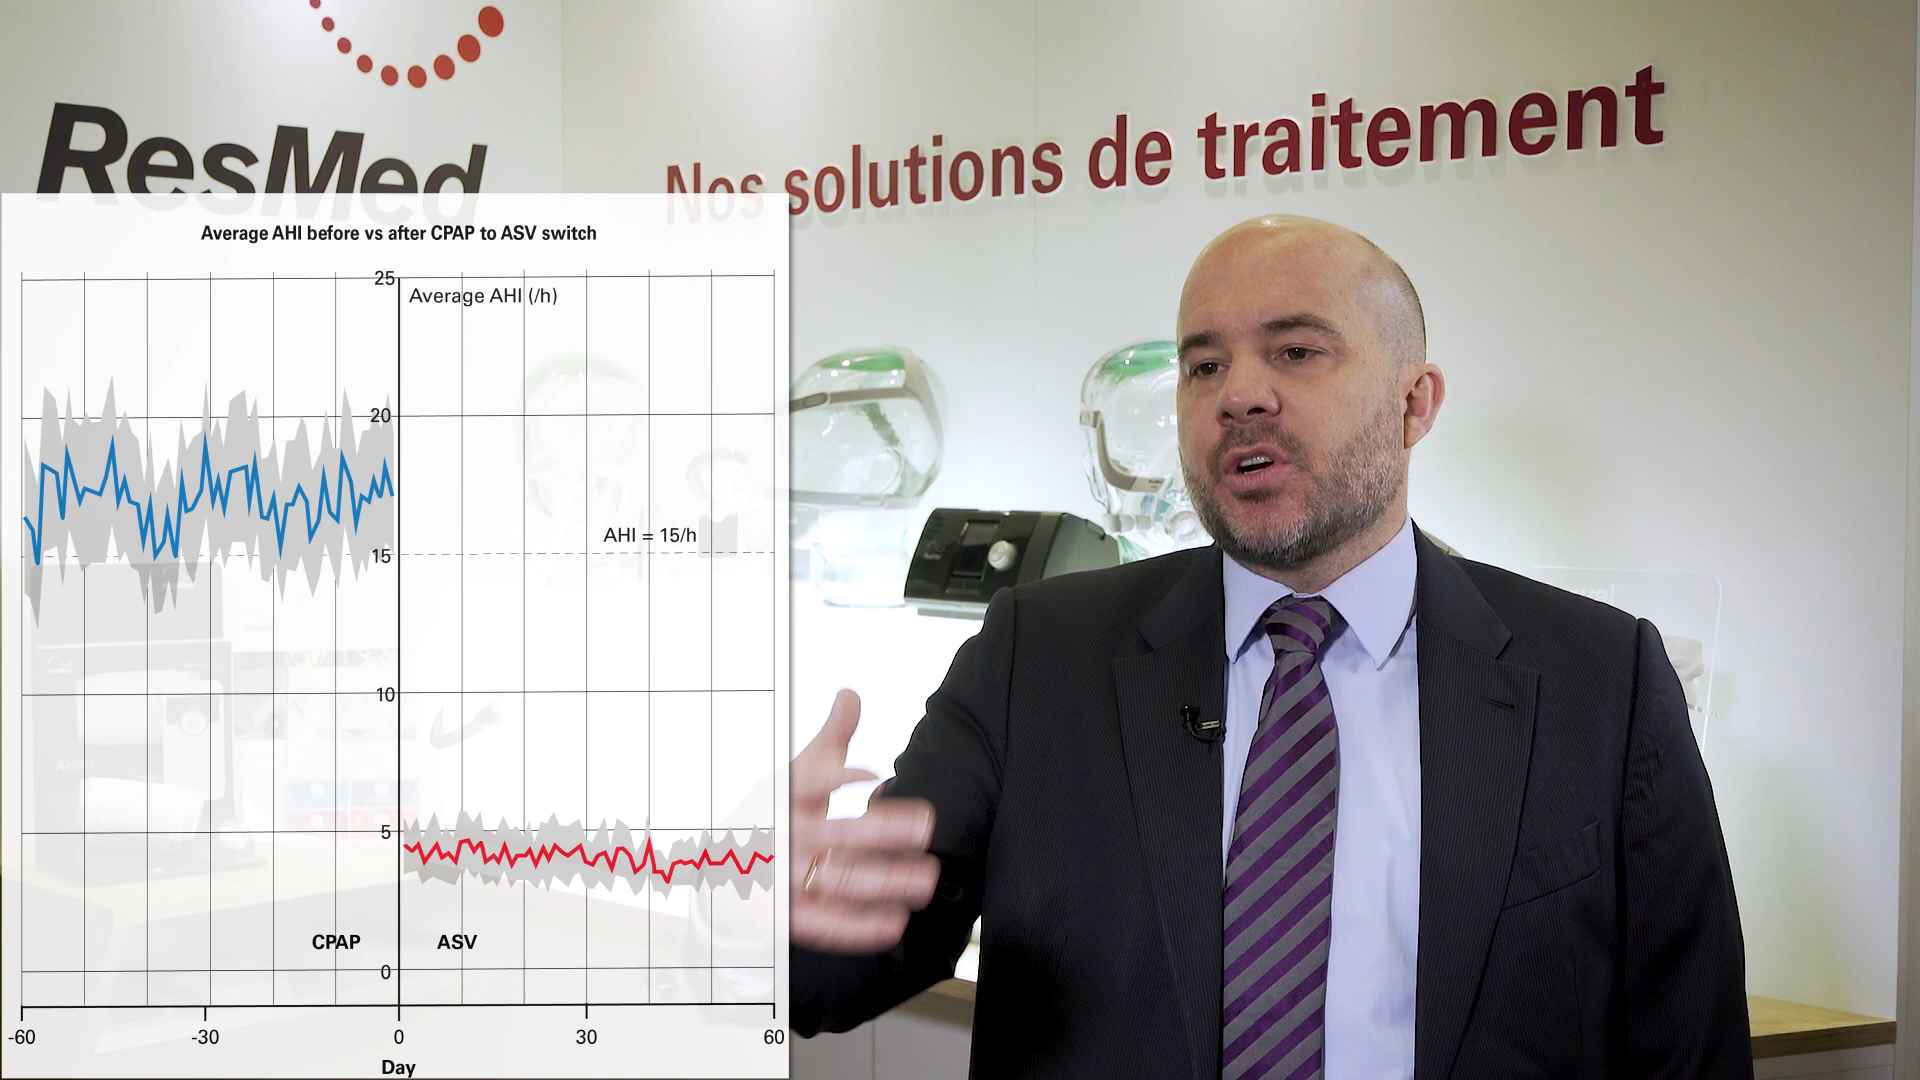 ResMed
Nos solutions de traitement
Average AHI before vs after CPAP to ASV switch
25
Average AHI (/h)
20
AHI = 15/h
15
10
5
CPAP ASV
0
-60 -30 0 30 60
Day